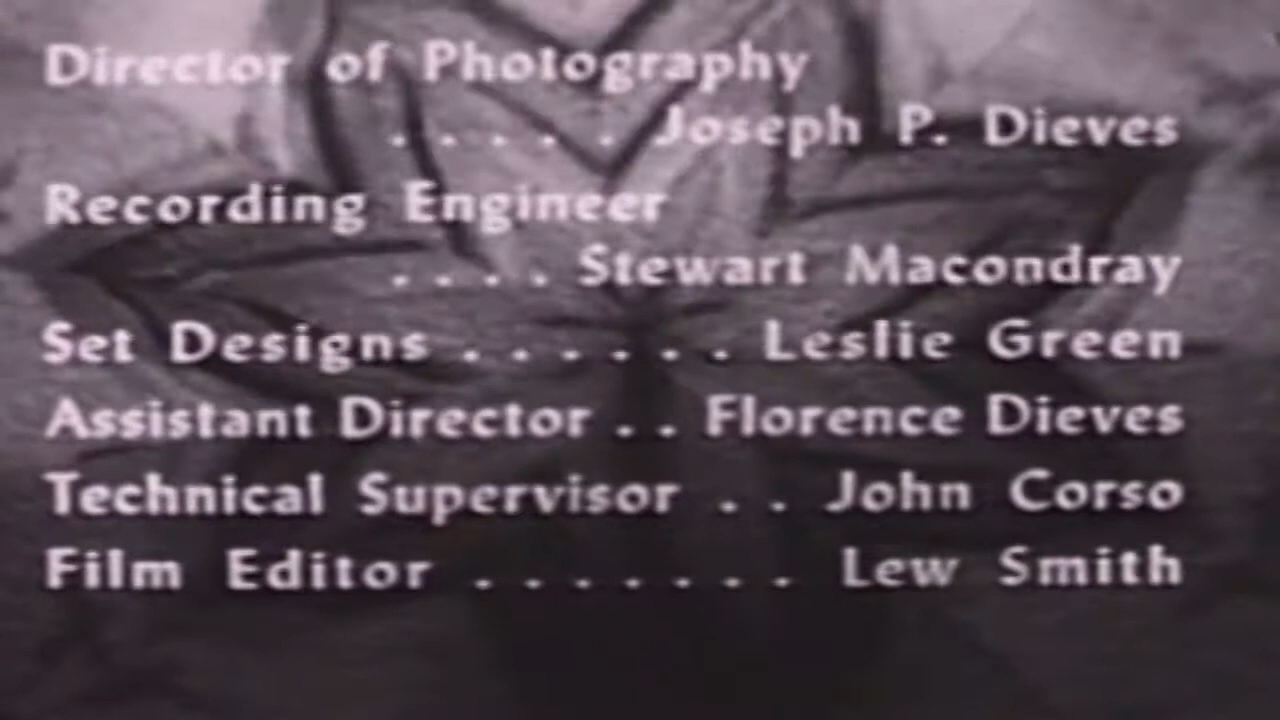 Director of Photography
. . . . . Joseph P. Dieves
Recording Engineer
. . . . Stewart Macondray
Set Designs . . . . . . Leslie Green
Assistant Director . . Florence Dieves
Technical Supervisor . . John Corso
Film Editor . . . . . . . Lew Smith